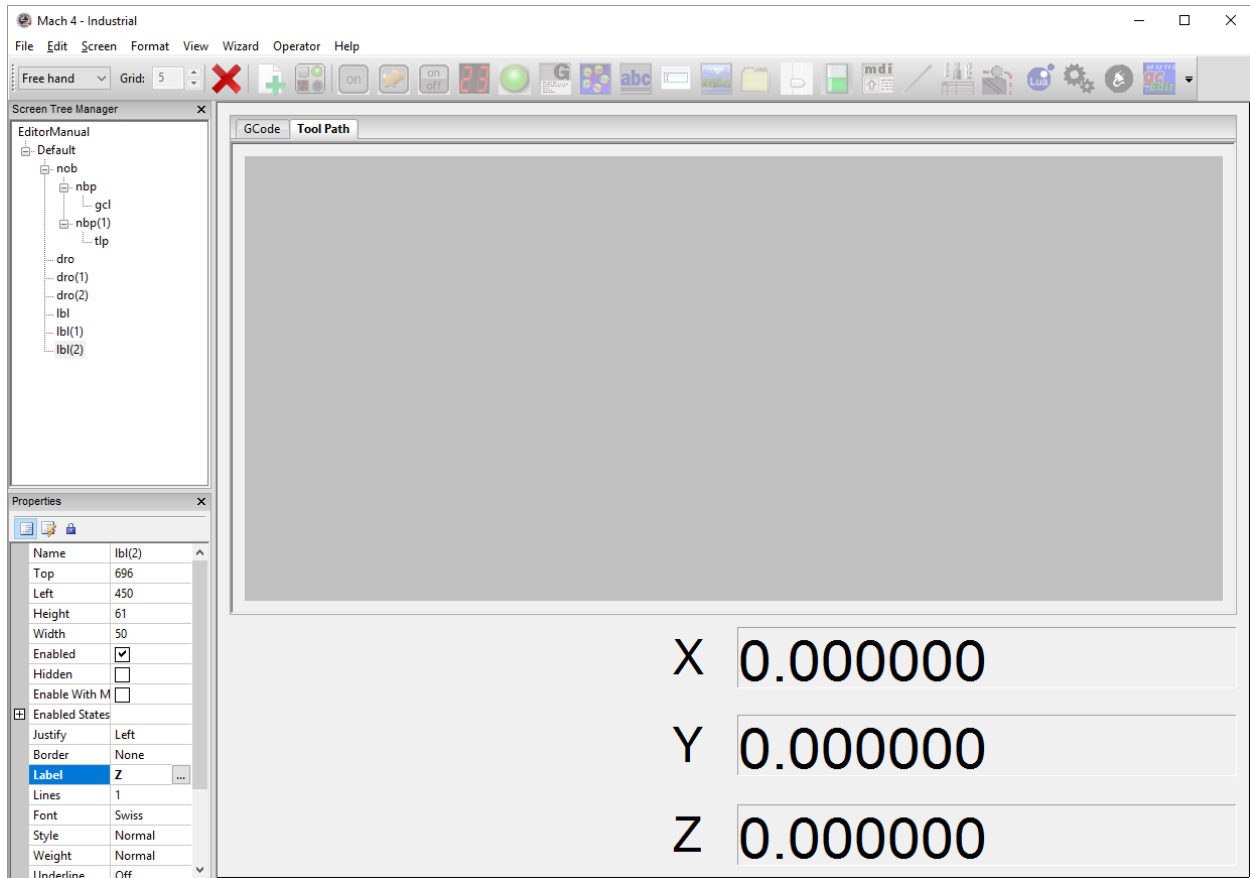 Mach 4 - Industrial
File Edit Screen Format View Wizard Operator Help
Free hand Grid: 5 on on off 23 G abc mdi Lua gc Edit
Screen Tree Manager
EditorManual
Default
nob
nbp
gcl
nbp(1)
tlp
dro
dro(1)
dro(2)
lbl
lbl(1)
lbl(2)
Properties
Name lbl(2)
Top 696
Left 450
Height 61
Width 50
Enabled
Hidden
Enable With M
Enabled States
Justify Left
Border None
Label Z ...
Lines 1
Font Swiss
Style Normal
Weight Normal
Underline Off
GCode Tool Path
X 0.000000
Y 0.000000
Z 0.000000